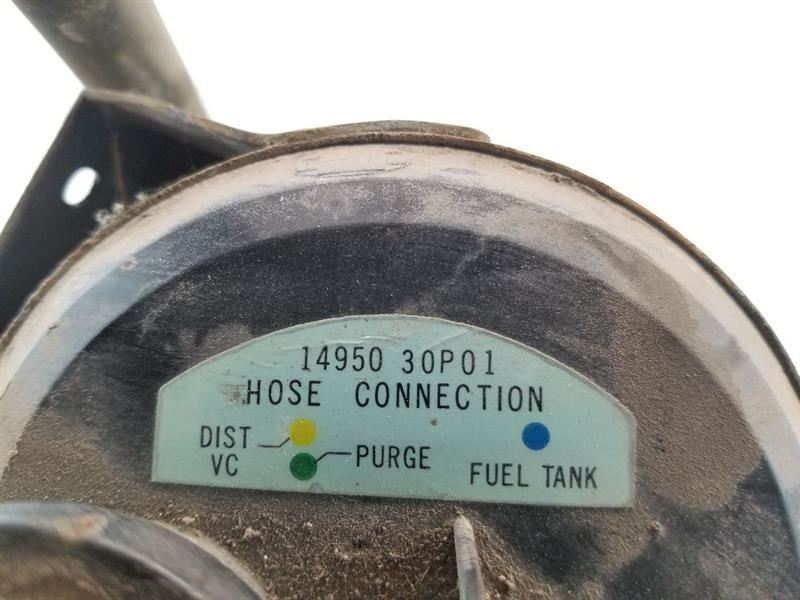 14950 30P01
HOSE CONNECTION
DIST
VC
PURGE
FUEL TANK